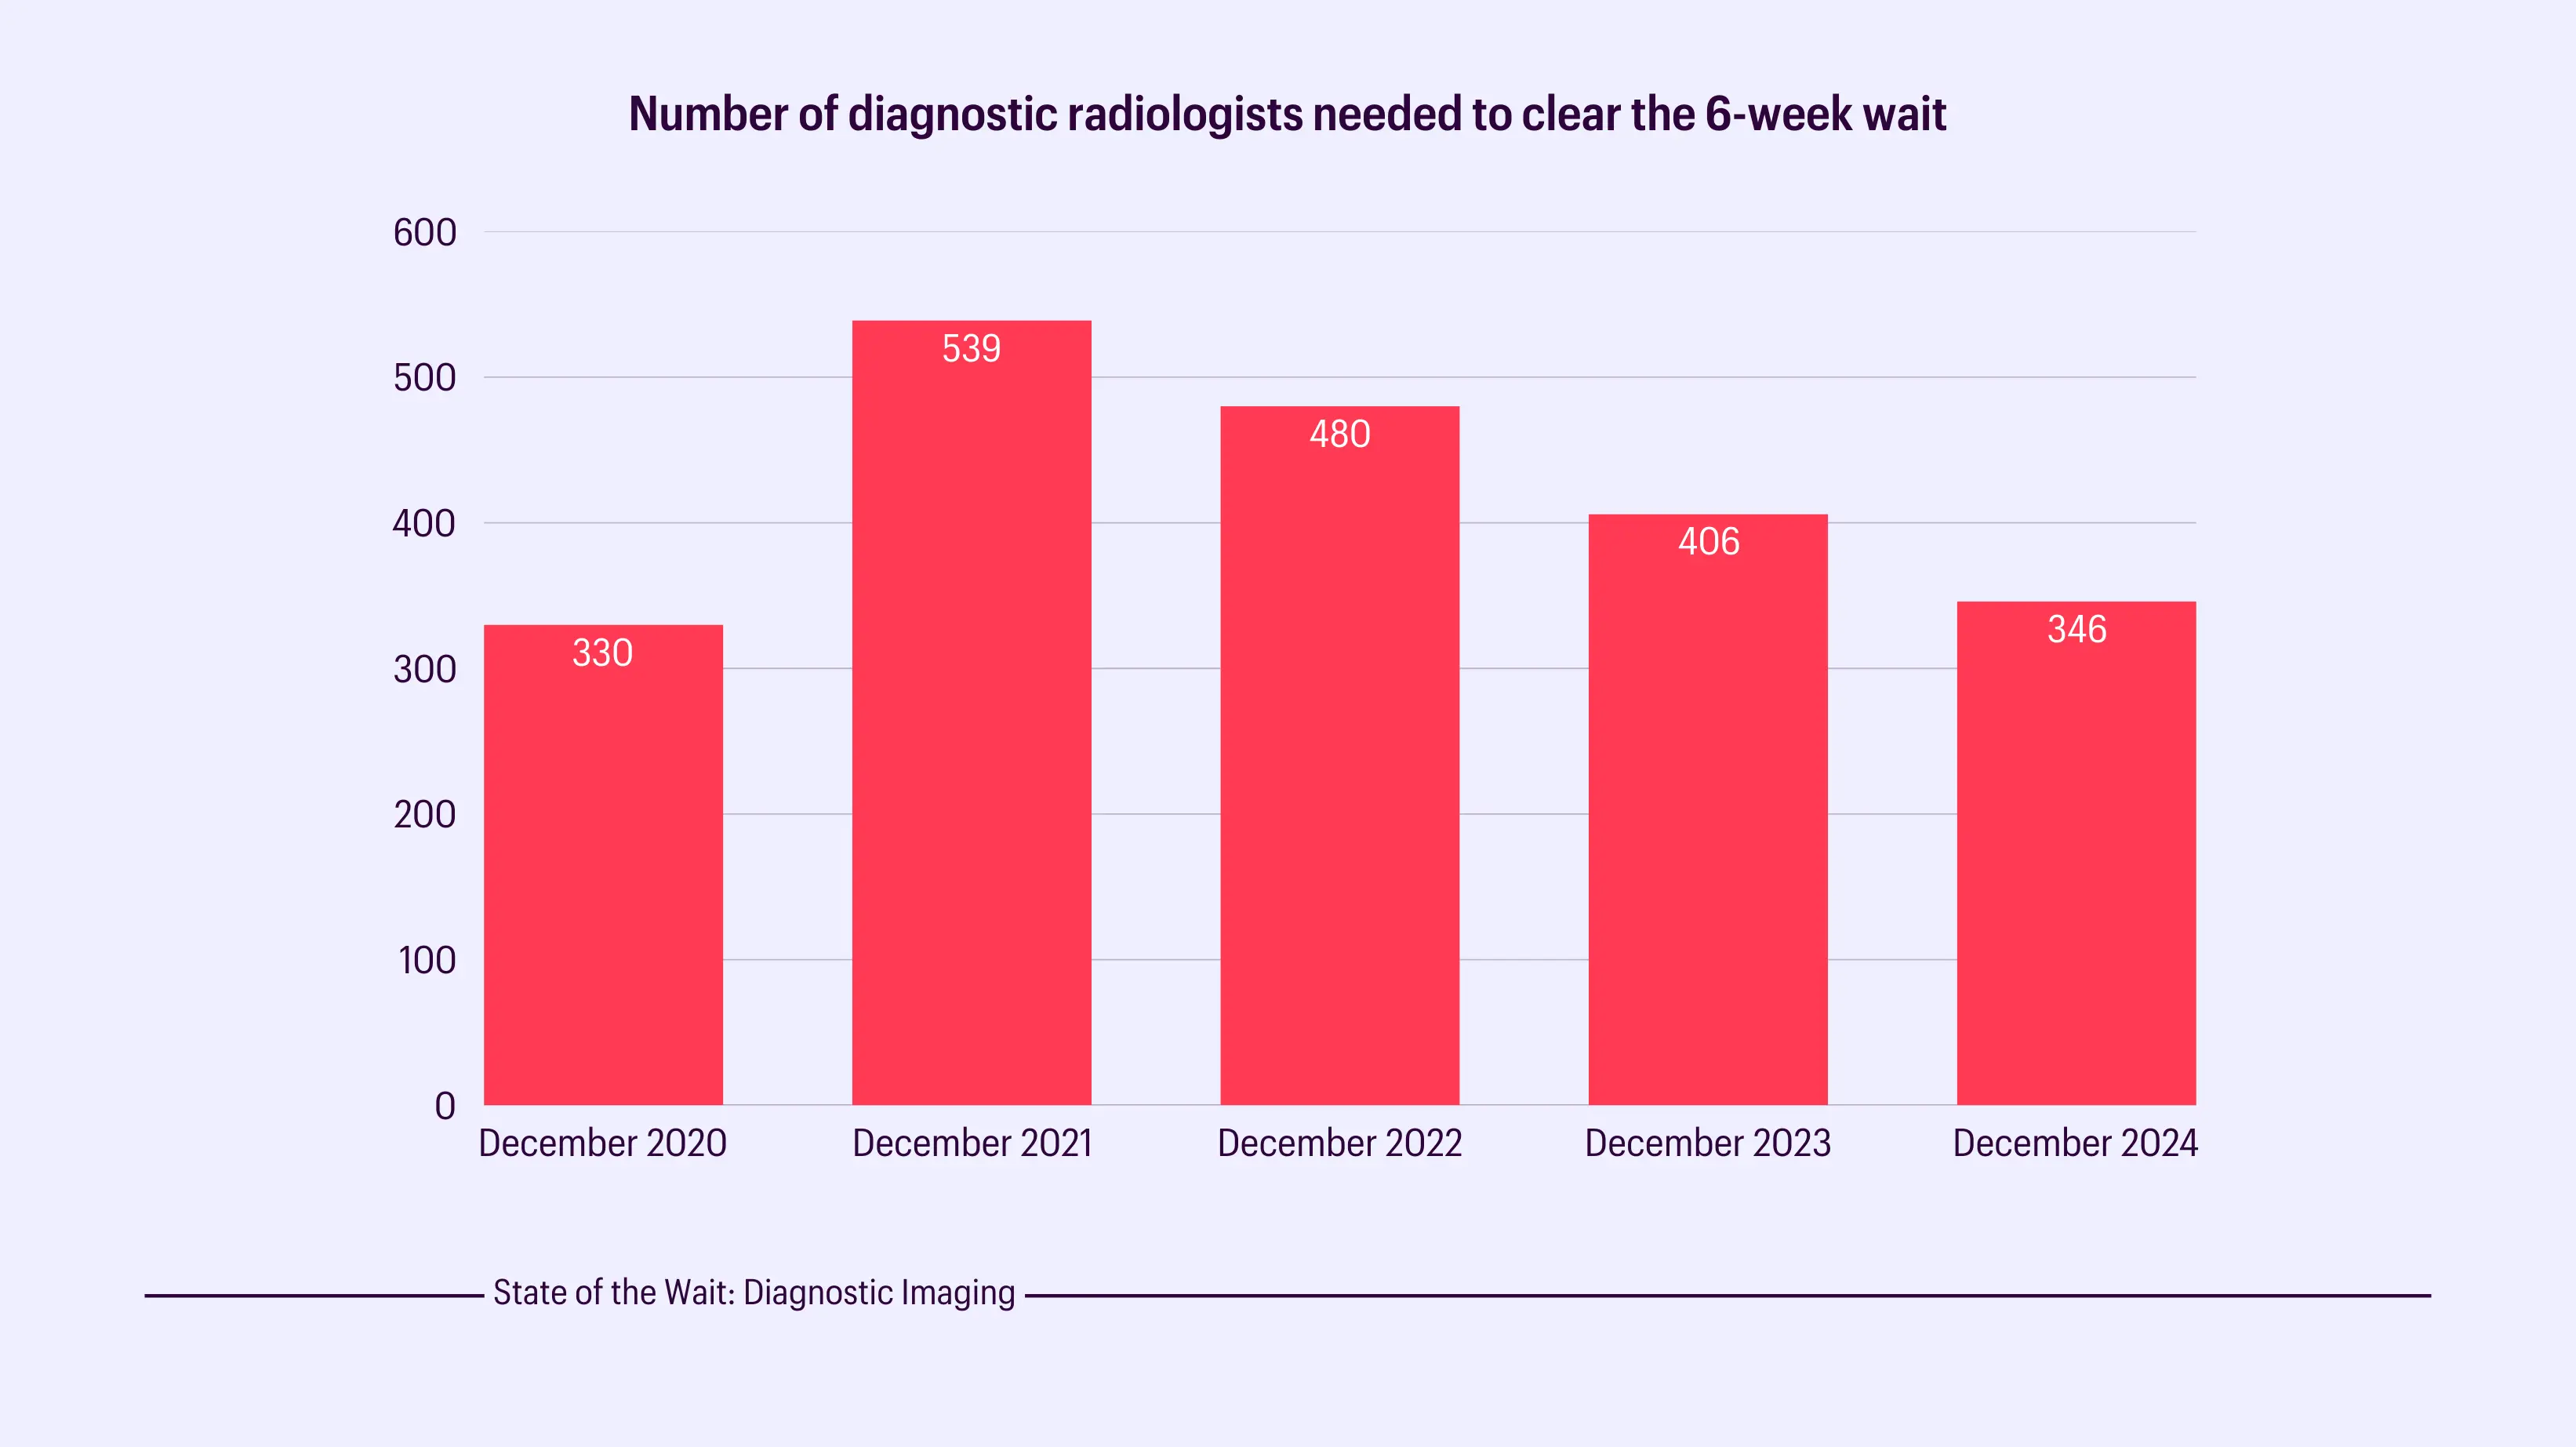 Number of diagnostic radiologists needed to clear the 6-week wait
600
500
400
300
200
100
0
330
539
480
406
346
December 2020
December 2021
December 2022
December 2023
December 2024
State of the Wait: Diagnostic Imaging